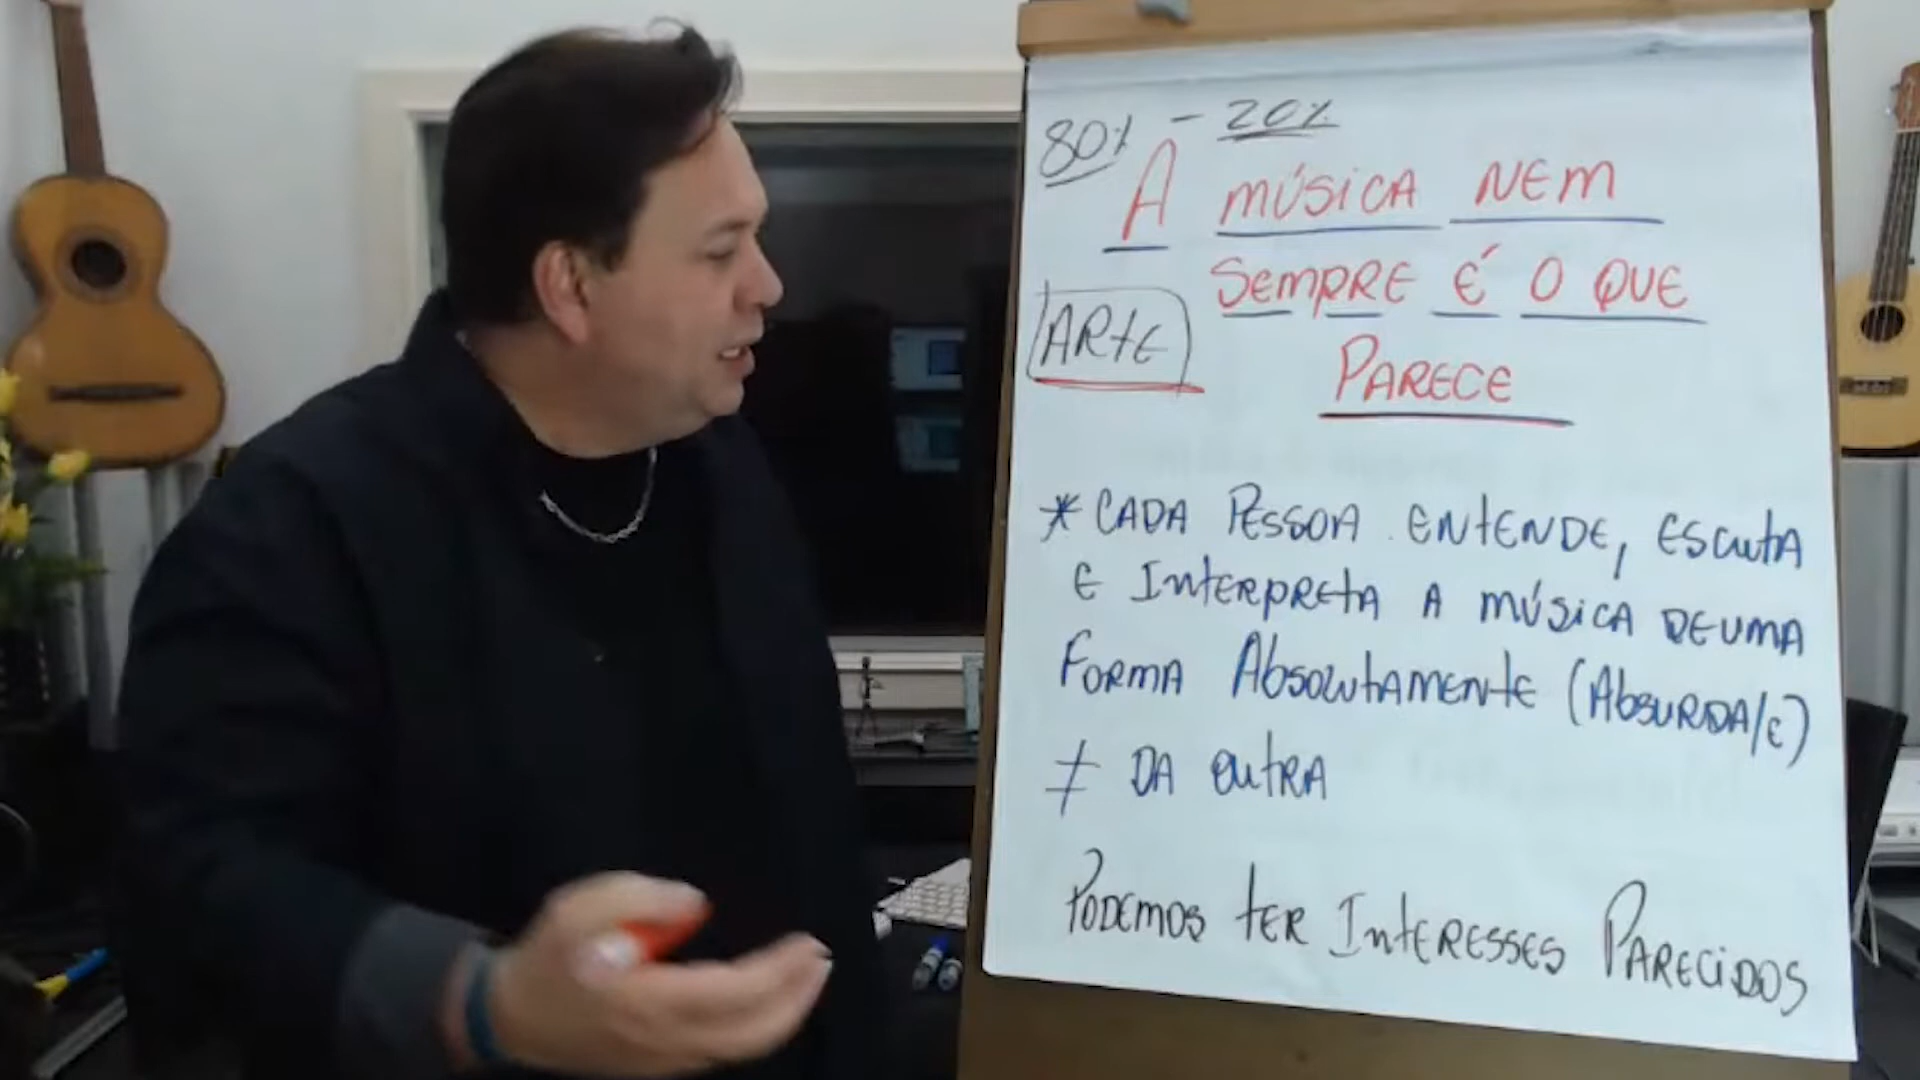 80% - 20%
A MÚSICA NEM
SEMPRE É O QUE
ARTE
PARECE
* CADA PESSOA ENTENDE, ESCUTA
E INTERPRETA A MÚSICA DE UMA
FORMA ABSOLUTAMENTE (ABSURDA/E)
≠ DA OUTRA
PODEMOS TER INTERESSES PARECIDOS